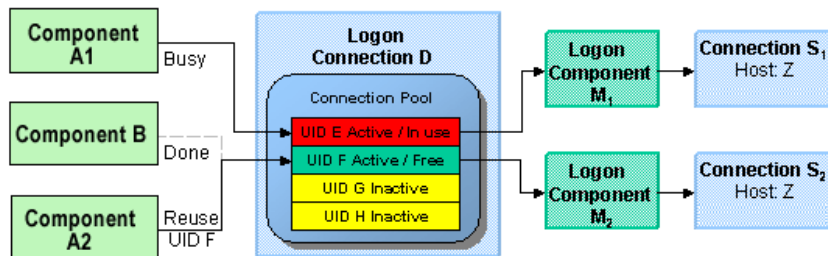 Component
A1
Busy
Component B
Done
Component
A2
Reuse
UID F
Logon
Connection D
Connection Pool
UID E Active / In use
UID F Active / Free
UID G Inactive
UID H Inactive
Logon
Component
M1
Connection S1
Host: Z
Logon
Component
M2
Connection S2
Host: Z